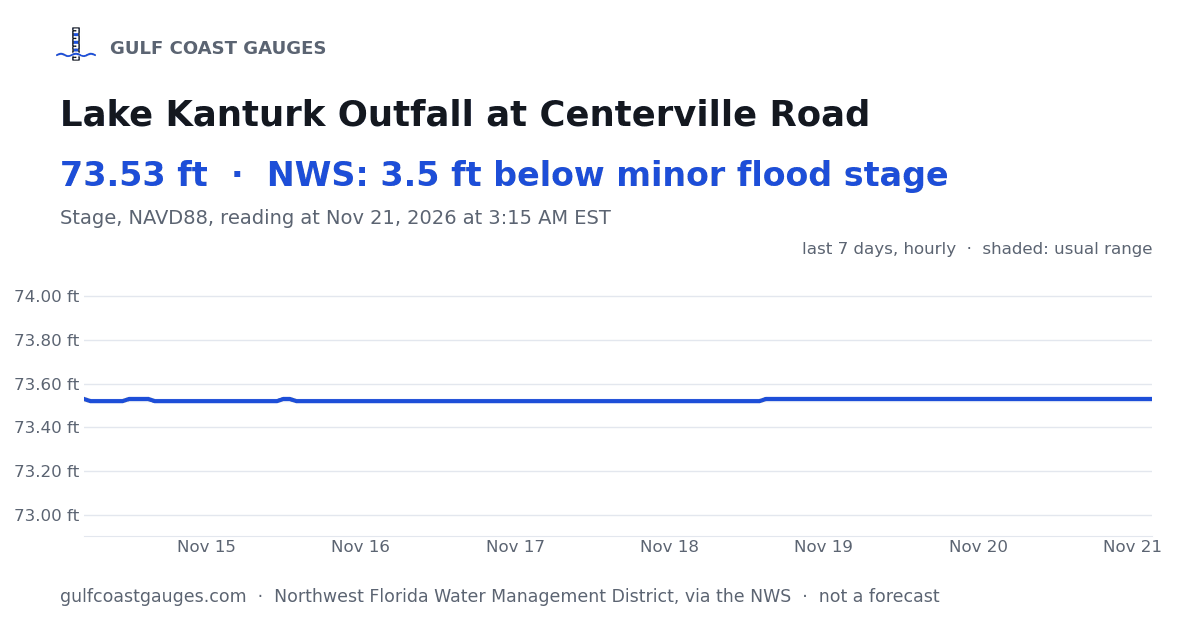 GULF COAST GAUGES
Lake Kanturk Outfall at Centerville Road
73.53 ft · NWS: 3.5 ft below minor flood stage
Stage, NAVD88, reading at Nov 21, 2026 at 3:15 AM EST
last 7 days, hourly · shaded: usual range
74.00 ft
73.80 ft
73.60 ft
73.40 ft
73.20 ft
73.00 ft
Nov 15 Nov 16 Nov 17 Nov 18 Nov 19 Nov 20 Nov 21
gulfcoastgauges.com · Northwest Florida Water Management District, via the NWS · not a forecast